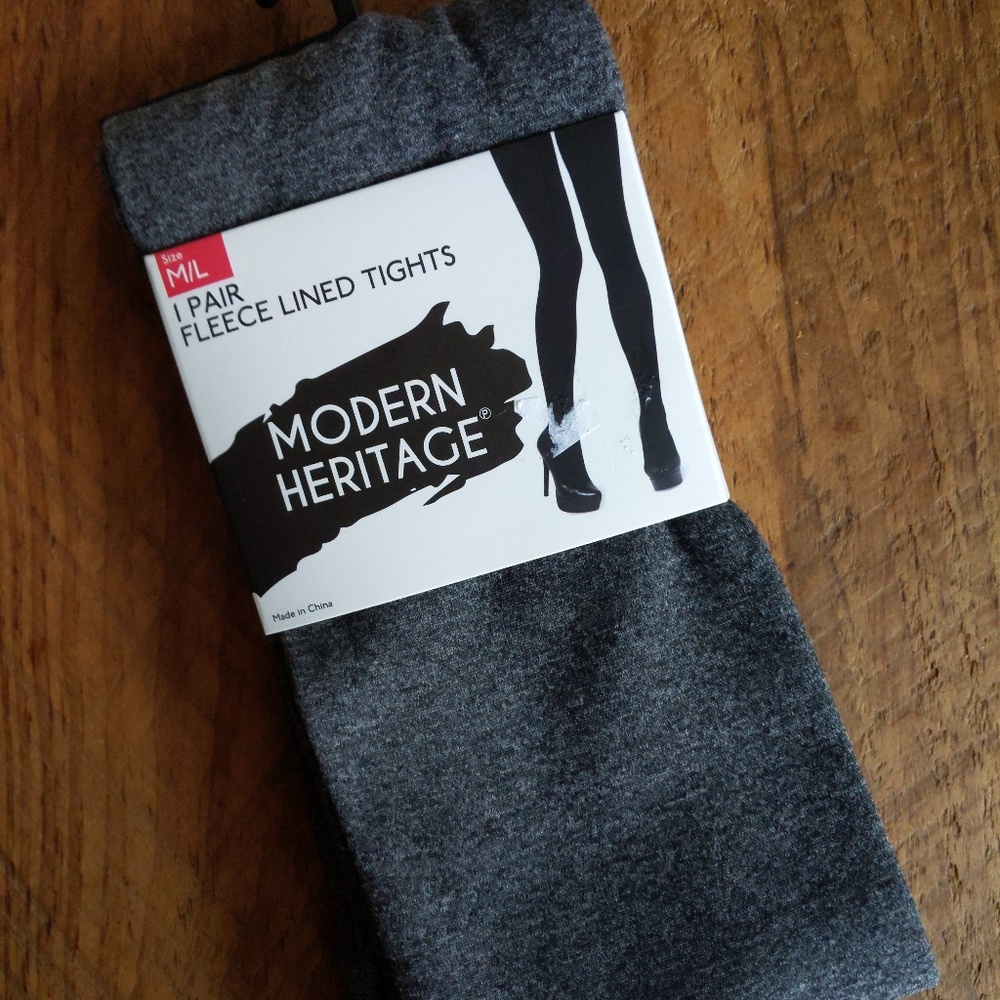 Size
M/L
1 PAIR
FLEECE LINED TIGHTS
MODERN
HERITAGE℗
Made in China